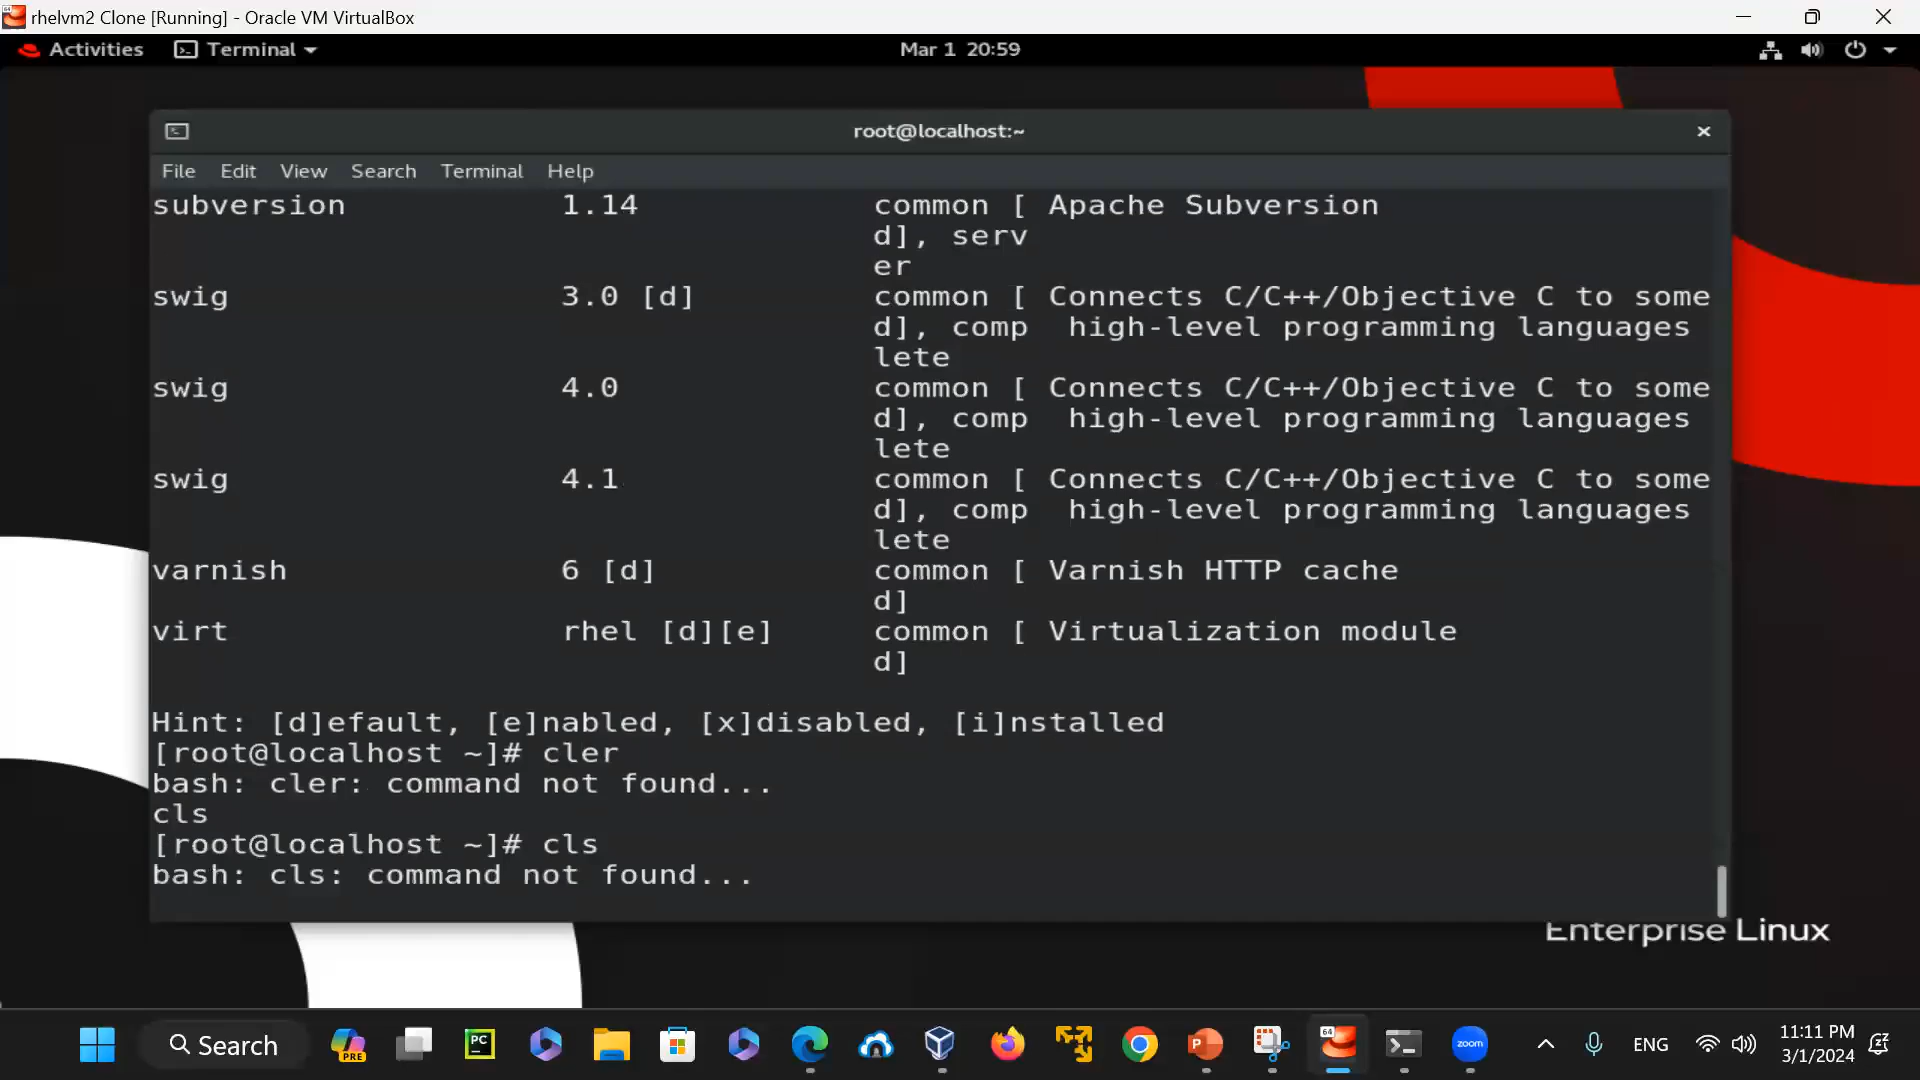 rhelvm2 Clone [Running] - Oracle VM VirtualBox
Activities Terminal Mar 1 20:59
root@localhost:~
File Edit View Search Terminal Help
subversion 1.14 common [ Apache Subversion
d], serv
er
swig 3.0 [d] common [ Connects C/C++/Objective C to some
d], comp high-level programming languages
lete
swig 4.0 common [ Connects C/C++/Objective C to some
d], comp high-level programming languages
lete
swig 4.1 common [ Connects C/C++/Objective C to some
d], comp high-level programming languages
lete
varnish 6 [d] common [ Varnish HTTP cache
d]
virt rhel [d][e] common [ Virtualization module
d]
Hint: [d]efault, [e]nabled, [x]disabled, [i]nstalled
[root@localhost ~]# cler
bash: cler: command not found...
cls
[root@localhost ~]# cls
bash: cls: command not found...
Enterprise Linux
Search PRE PC P 64 zoom ENG 11:11 PM
3/1/2024